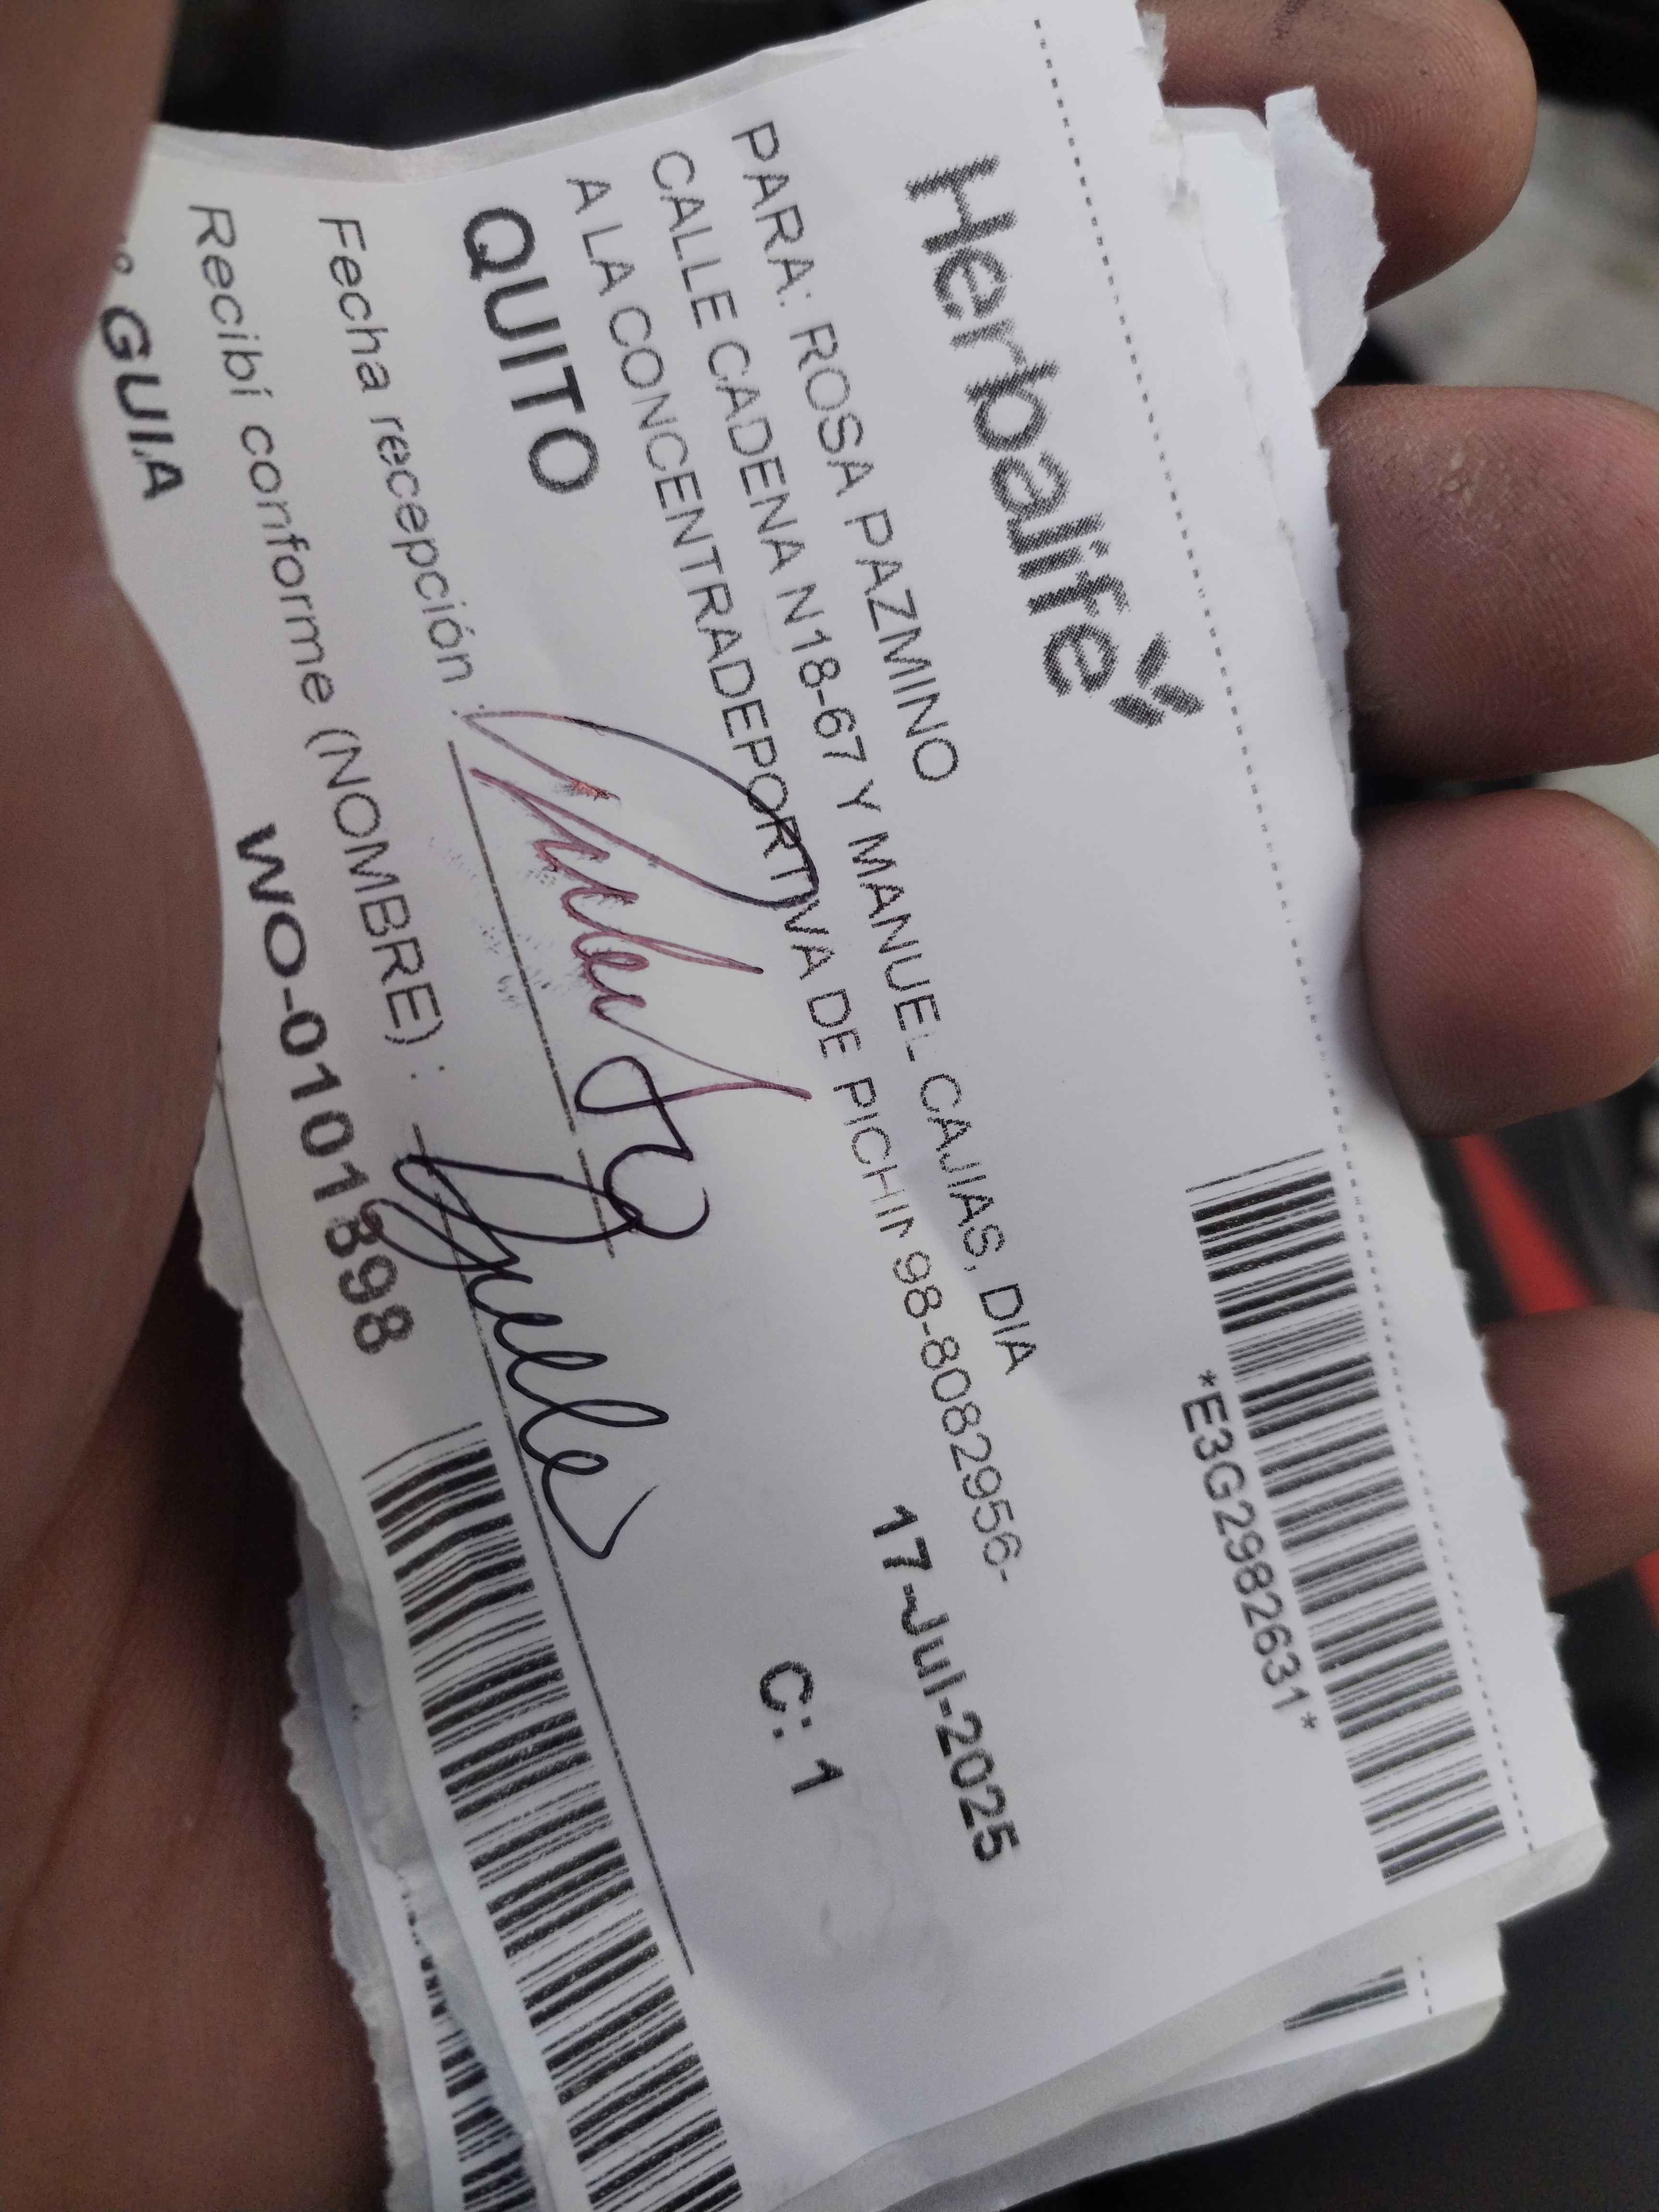 Herbalife
*E3G2982631*
PARA: ROSA PAZMINO
CALLE CADENA N18-67 Y MANUEL CAJIAS, DIA
A LA CONCENTRADEPORTIVA DE PICHIN 98-8082956-
QUITO
17-Jul-2025
C: 1
Fecha recepción :
Recibí conforme (NOMBRE) :
° GUIA WO-0101898